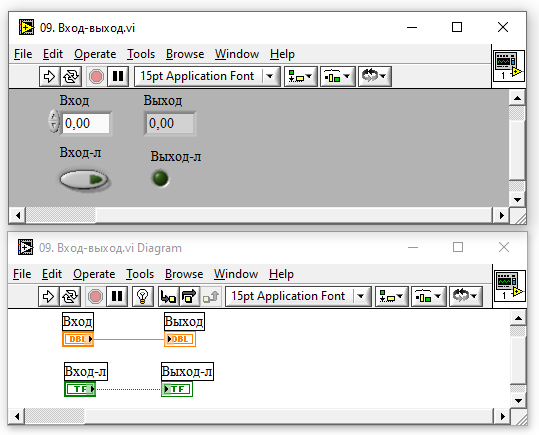 09. Вход-выход.vi
File Edit Operate Tools Browse Window Help
15pt Application Font
1
Вход Выход
0,00 0,00
Вход-л Выход-л
09. Вход-выход.vi Diagram
File Edit Operate Tools Browse Window Help
15pt Application Font
1
Вход Выход
DBL DBL
Вход-л Выход-л
TF TF